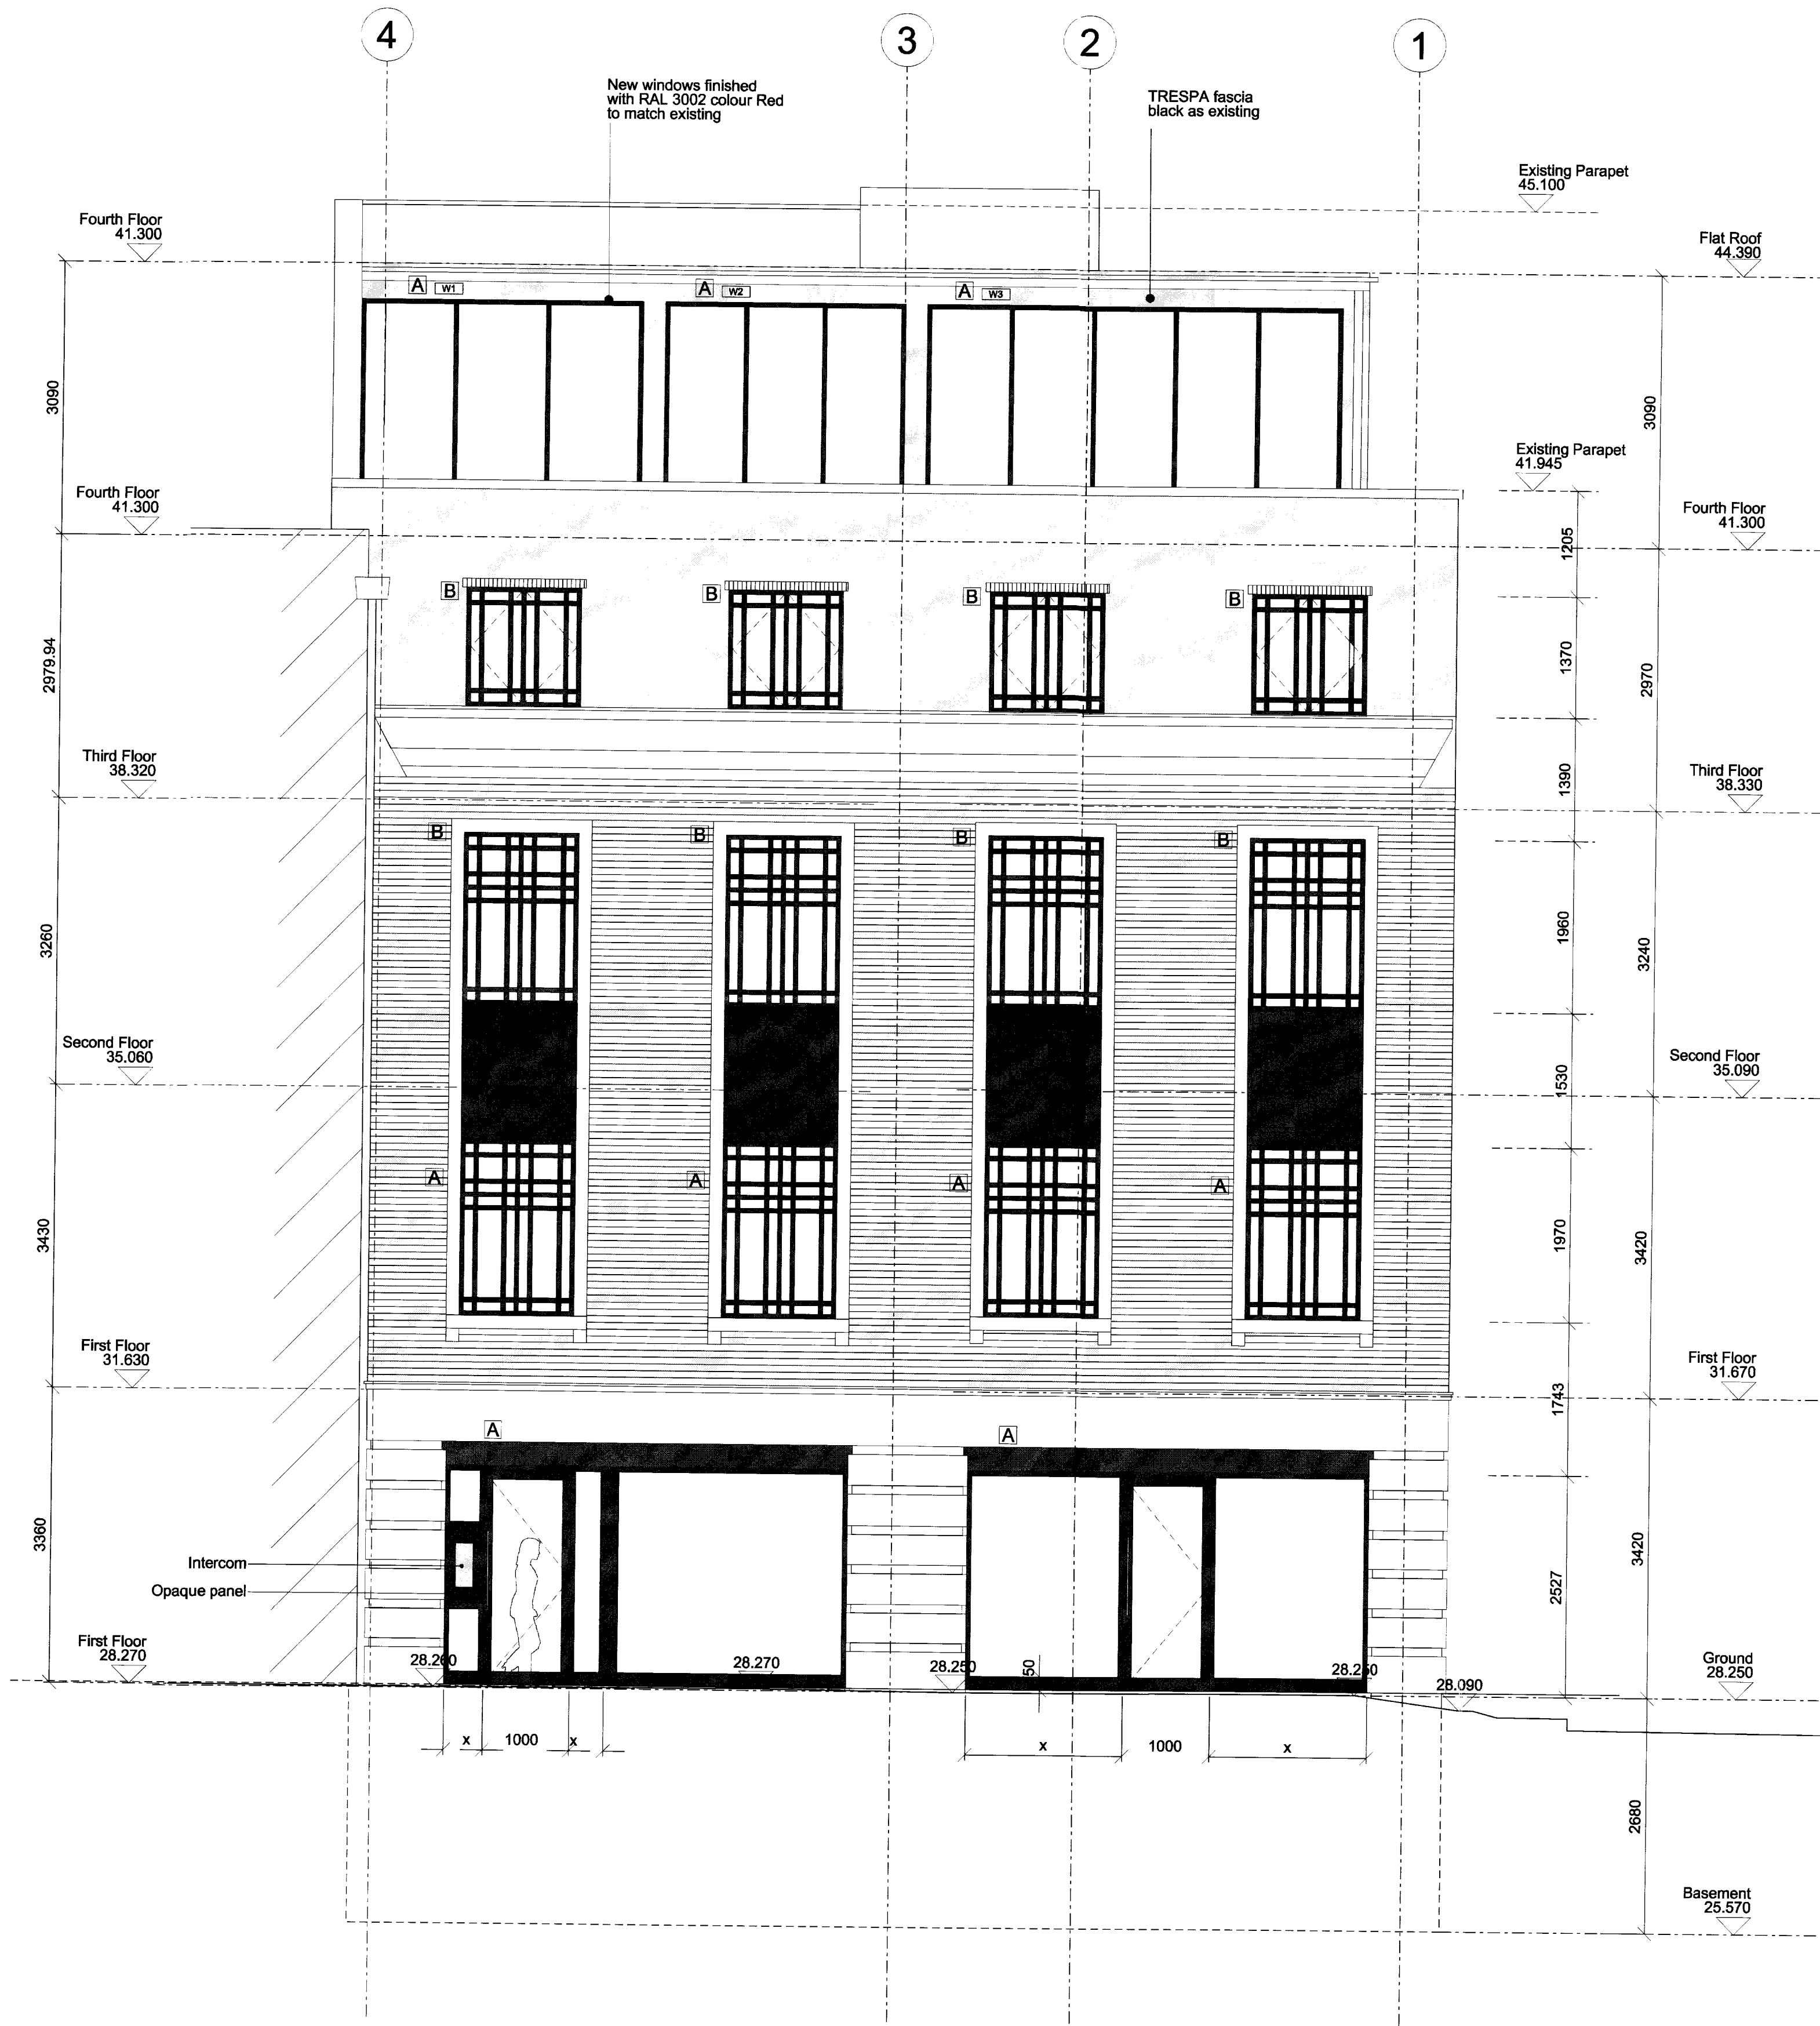 4
3
2
1
New windows finished
with RAL 3002 colour Red
to match existing
TRESPA fascia
black as existing
Existing Parapet
45.100
Fourth Floor
41.300
Flat Roof
44.390
A W1
A W2
A W3
3090
3090
Existing Parapet
41.945
Fourth Floor
41.300
Fourth Floor
41.300
1205
B
B
B
B
2979.94
1370
2970
Third Floor
38.320
Third Floor
38.330
1390
B
B
B
B
3260
1960
3240
Second Floor
35.060
Second Floor
35.090
1530
A
A
A
A
3430
1970
3420
First Floor
31.630
First Floor
31.670
1743
A
A
3360
Intercom
Opaque panel
2527
3420
First Floor
28.270
28.260
28.270
28.250
50
28.250
28.090
Ground
28.250
x
1000
x
x
1000
x
2680
Basement
25.570